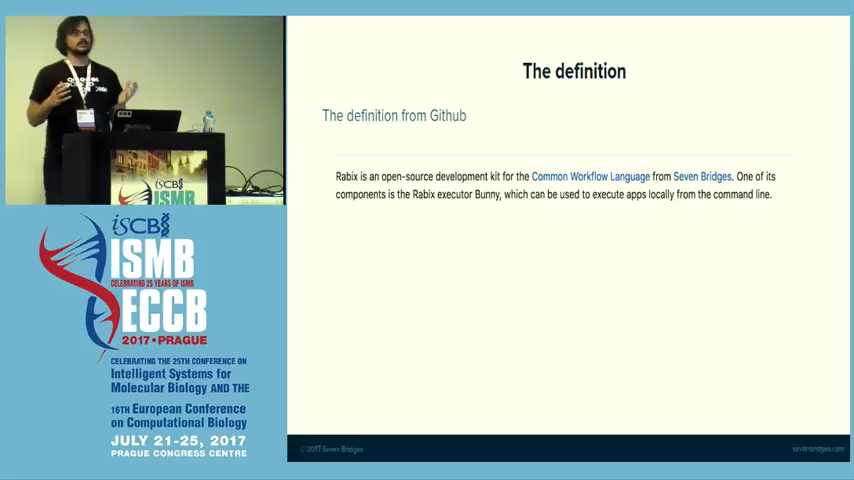 The definition
The definition from Github
Rabix is an open-source development kit for the Common Workflow Language from Seven Bridges. One of its
components is the Rabix executor Bunny, which can be used to execute apps locally from the command line.
© 2017 Seven Bridges
sevenbridges.com
iSCB
ISMB
iSCB
ISMB
CELEBRATING 25 YEARS OF ISMB
ECCB
2017 • PRAGUE
CELEBRATING THE 25TH CONFERENCE ON
Intelligent Systems for
Molecular Biology AND THE
16TH European Conference
on Computational Biology
JULY 21-25, 2017
PRAGUE CONGRESS CENTRE